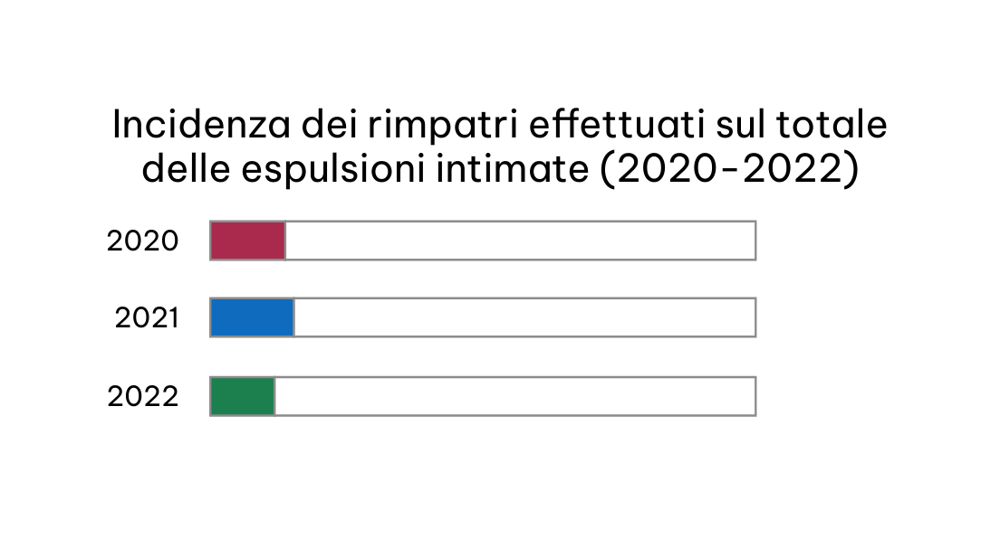 Incidenza dei rimpatri effettuati sul totale
delle espulsioni intimate (2020-2022)
2020
2021
2022